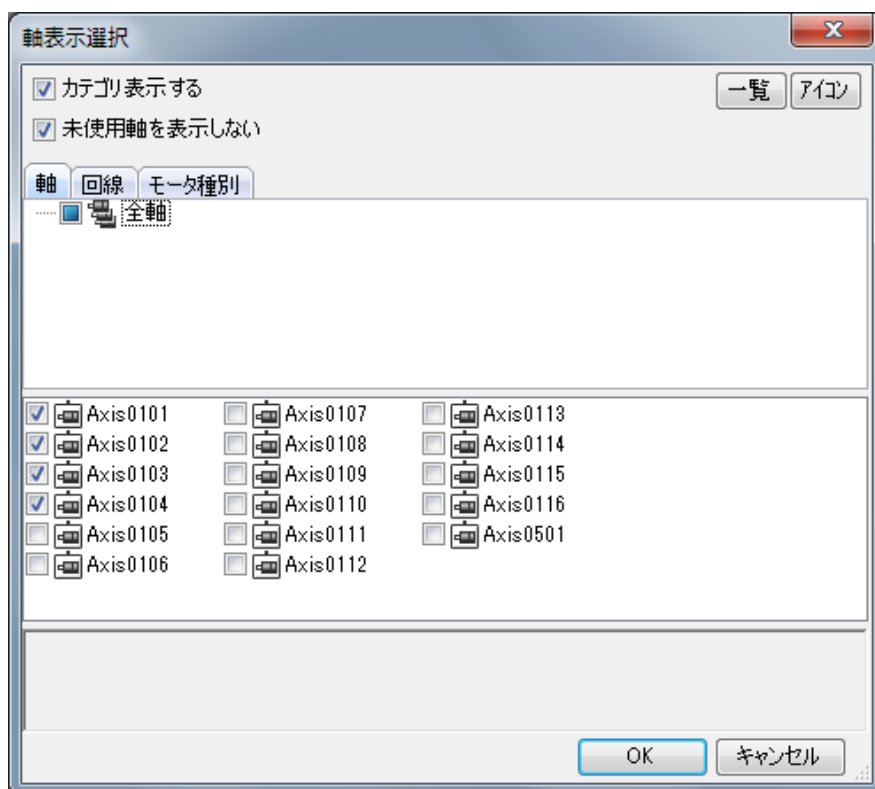 軸表示選択
カテゴリ表示する
一覧 アイコン
未使用軸を表示しない
軸 回線 モータ種別
全軸
Axis0101 Axis0107 Axis0113
Axis0102 Axis0108 Axis0114
Axis0103 Axis0109 Axis0115
Axis0104 Axis0110 Axis0116
Axis0105 Axis0111 Axis0501
Axis0106 Axis0112
OK キャンセル